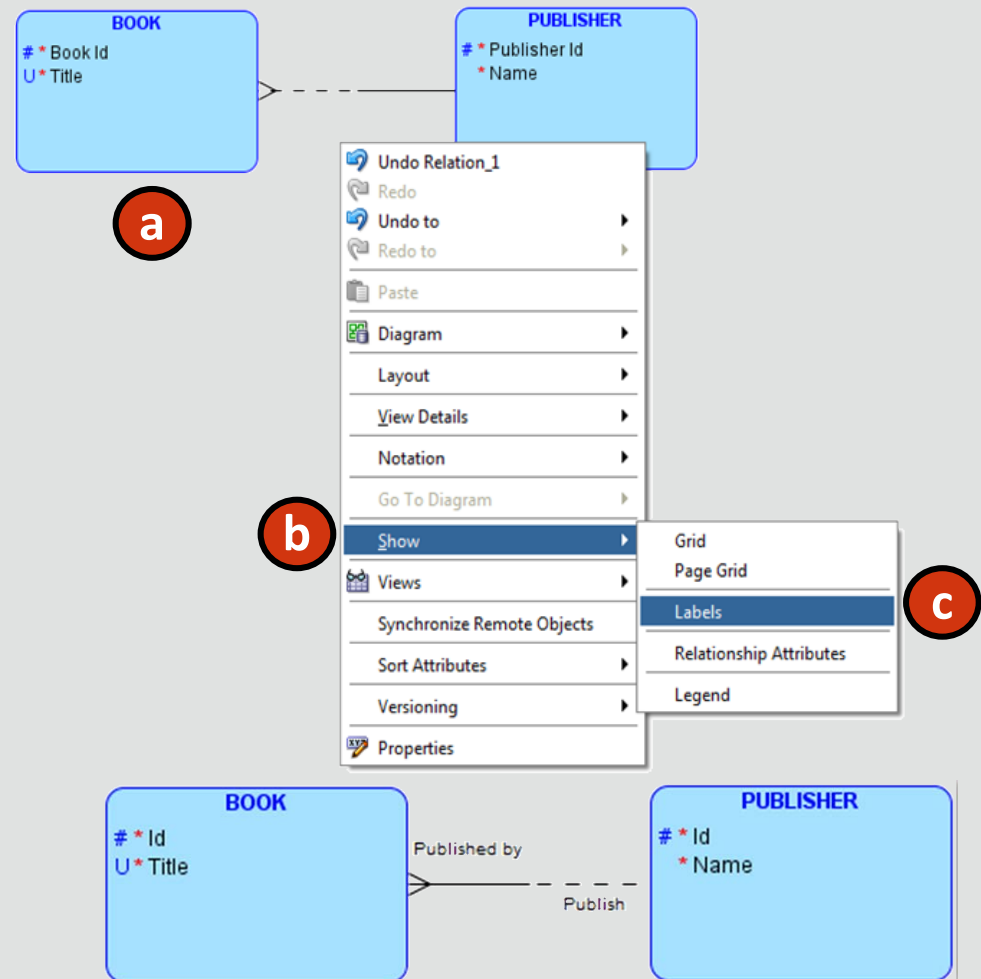 BOOK
# * Book Id
U * Title
PUBLISHER
# * Publisher Id
* Name
a
Undo Relation_1
Redo
Undo to
Redo to
Paste
Diagram
Layout
View Details
Notation
Go To Diagram
b
Show
Views
Synchronize Remote Objects
Sort Attributes
Versioning
Properties
Grid
Page Grid
Labels
Relationship Attributes
Legend
c
BOOK
# * Id
U * Title
Published by
Publish
PUBLISHER
# * Id
* Name